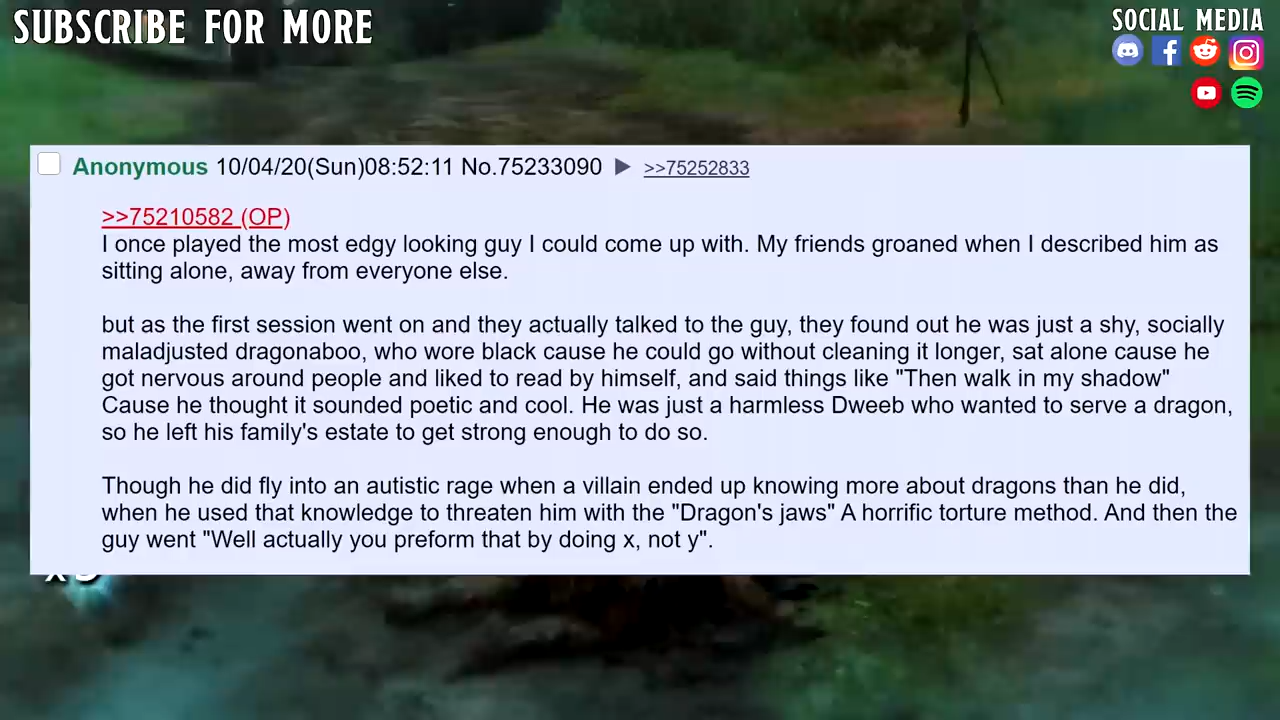 SUBSCRIBE FOR MORE
SOCIAL MEDIA
Anonymous 10/04/20(Sun)08:52:11 No.75233090 ▶ >>75252833
>>75210582 (OP)
I once played the most edgy looking guy I could come up with. My friends groaned when I described him as
sitting alone, away from everyone else.
but as the first session went on and they actually talked to the guy, they found out he was just a shy, socially
maladjusted dragonaboo, who wore black cause he could go without cleaning it longer, sat alone cause he
got nervous around people and liked to read by himself, and said things like "Then walk in my shadow"
Cause he thought it sounded poetic and cool. He was just a harmless Dweeb who wanted to serve a dragon,
so he left his family's estate to get strong enough to do so.
Though he did fly into an autistic rage when a villain ended up knowing more about dragons than he did,
when he used that knowledge to threaten him with the "Dragon's jaws" A horrific torture method. And then the
guy went "Well actually you preform that by doing x, not y".